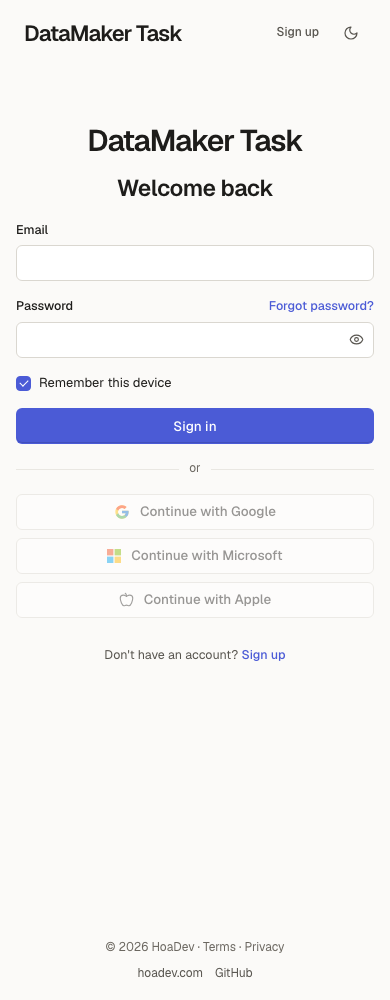 DataMaker Task
Sign up
DataMaker Task
Welcome back
Email
Password
Forgot password?
Remember this device
Sign in
or
Continue with Google
Continue with Microsoft
Continue with Apple
Don't have an account? Sign up
© 2026 HoaDev · Terms · Privacy
hoadev.com GitHub